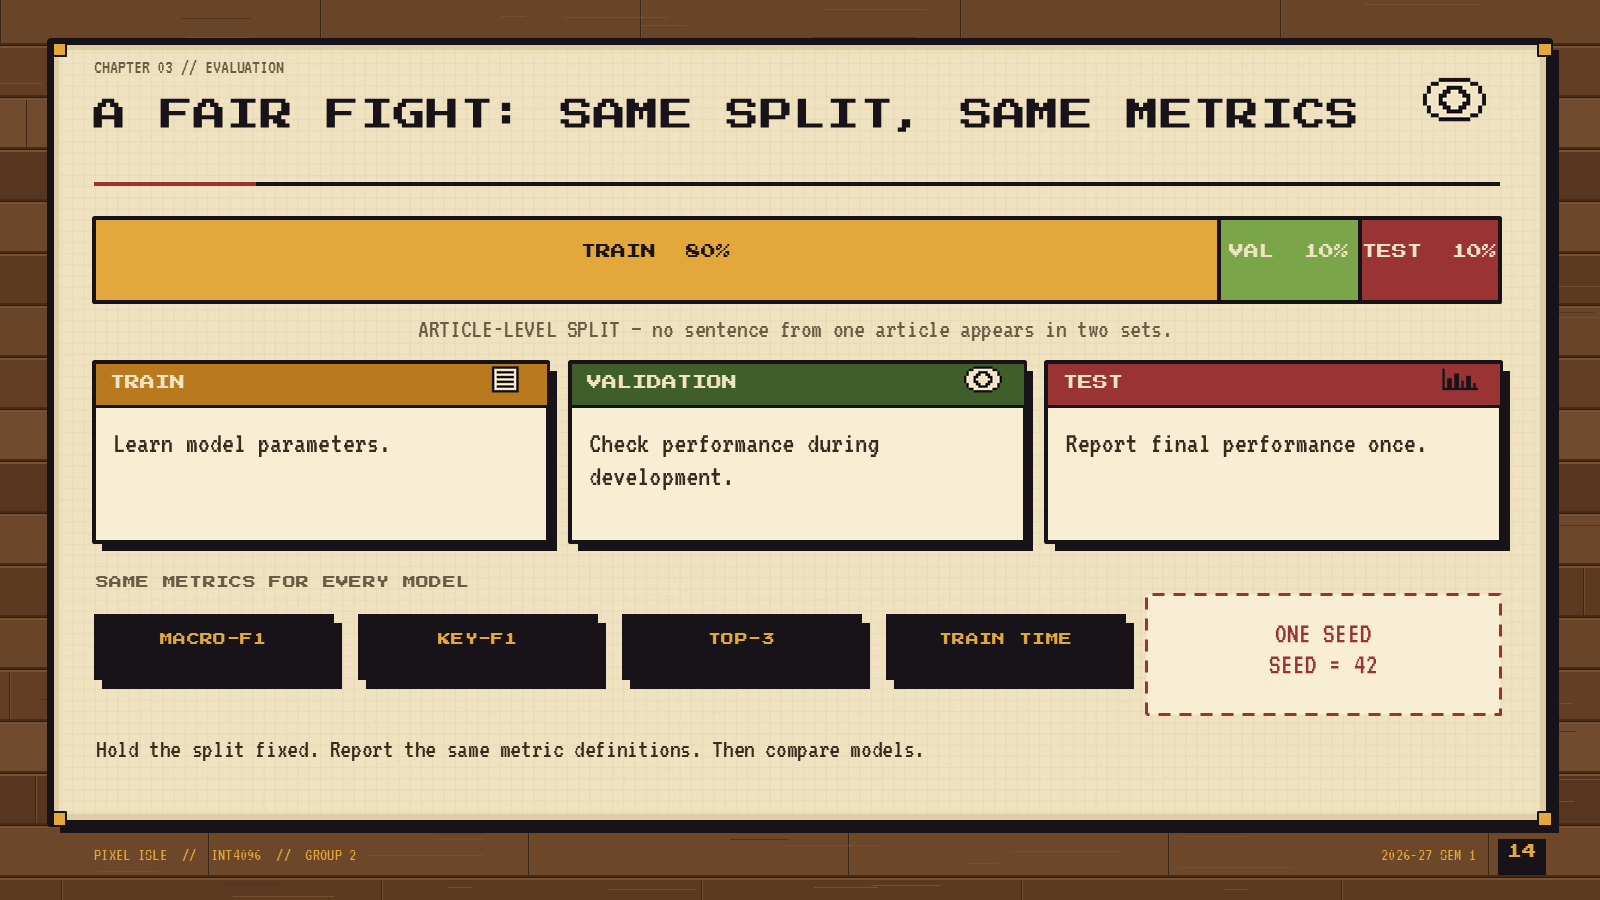 CHAPTER 03 // EVALUATION
A FAIR FIGHT: SAME SPLIT, SAME METRICS
TRAIN 80%
VAL 10%
TEST 10%
ARTICLE-LEVEL SPLIT – no sentence from one article appears in two sets.
TRAIN
Learn model parameters.
VALIDATION
Check performance during
development.
TEST
Report final performance once.
SAME METRICS FOR EVERY MODEL
MACRO-F1
KEY-F1
TOP-3
TRAIN TIME
ONE SEED
SEED = 42
Hold the split fixed. Report the same metric definitions. Then compare models.
PIXEL ISLE // INT4096 // GROUP 2
2026-27 SEM 1
14